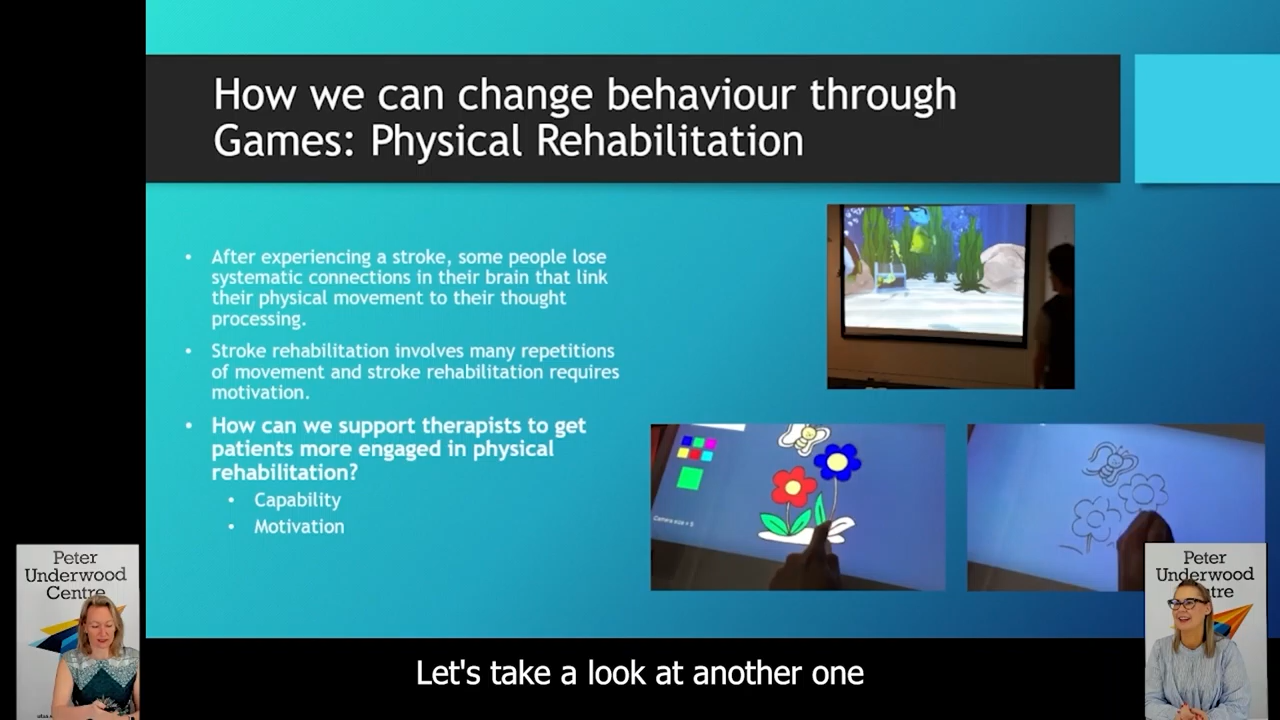 How we can change behaviour through
Games: Physical Rehabilitation
• After experiencing a stroke, some people lose
systematic connections in their brain that link
their physical movement to their thought
processing.
• Stroke rehabilitation involves many repetitions
of movement and stroke rehabilitation requires
motivation.
• How can we support therapists to get
patients more engaged in physical
rehabilitation?
• Capability
• Motivation
Peter
Underwood
Centre
Peter
Underwood
Let's take a look at another one